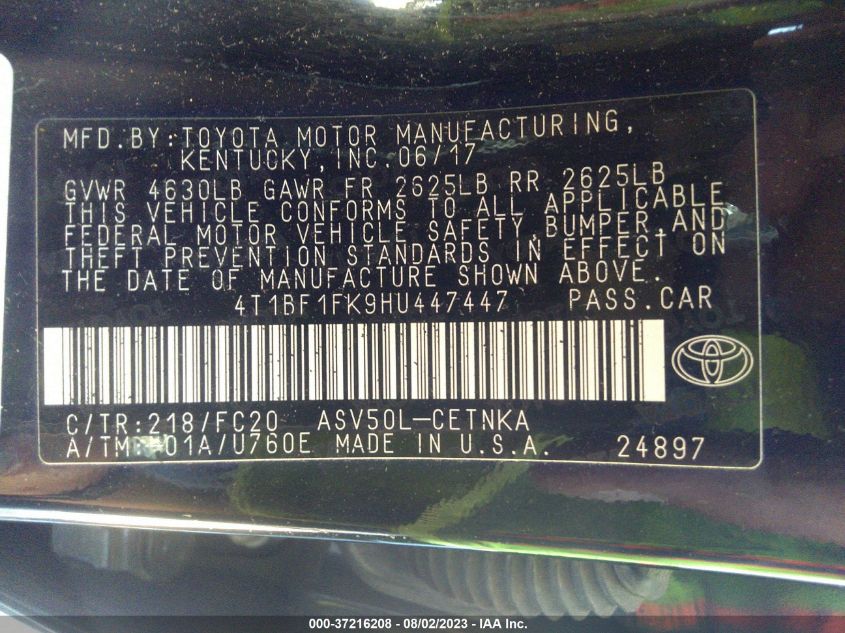 MFD.BY:TOYOTA MOTOR MANUFACTURING,
KENTUCKY,INC.06/17
GVWR 4630LB GAWR FR 2625LB RR 2625LB
THIS VEHICLE CONFORMS TO ALL APPLICABLE
FEDERAL MOTOR VEHICLE SAFETY,BUMPER,AND
THEFT PREVENTION STANDARDS IN EFFECT ON
THE DATE OF MANUFACTURE SHOWN ABOVE.
4T1BF1FK9HU447447 PASS.CAR
C/TR:218/FC20 ASV50L-CETNKA
A/TM:-01A/U760E MADE IN U.S.A. 24897
000-37216208 - 08/02/2023 - IAA Inc.